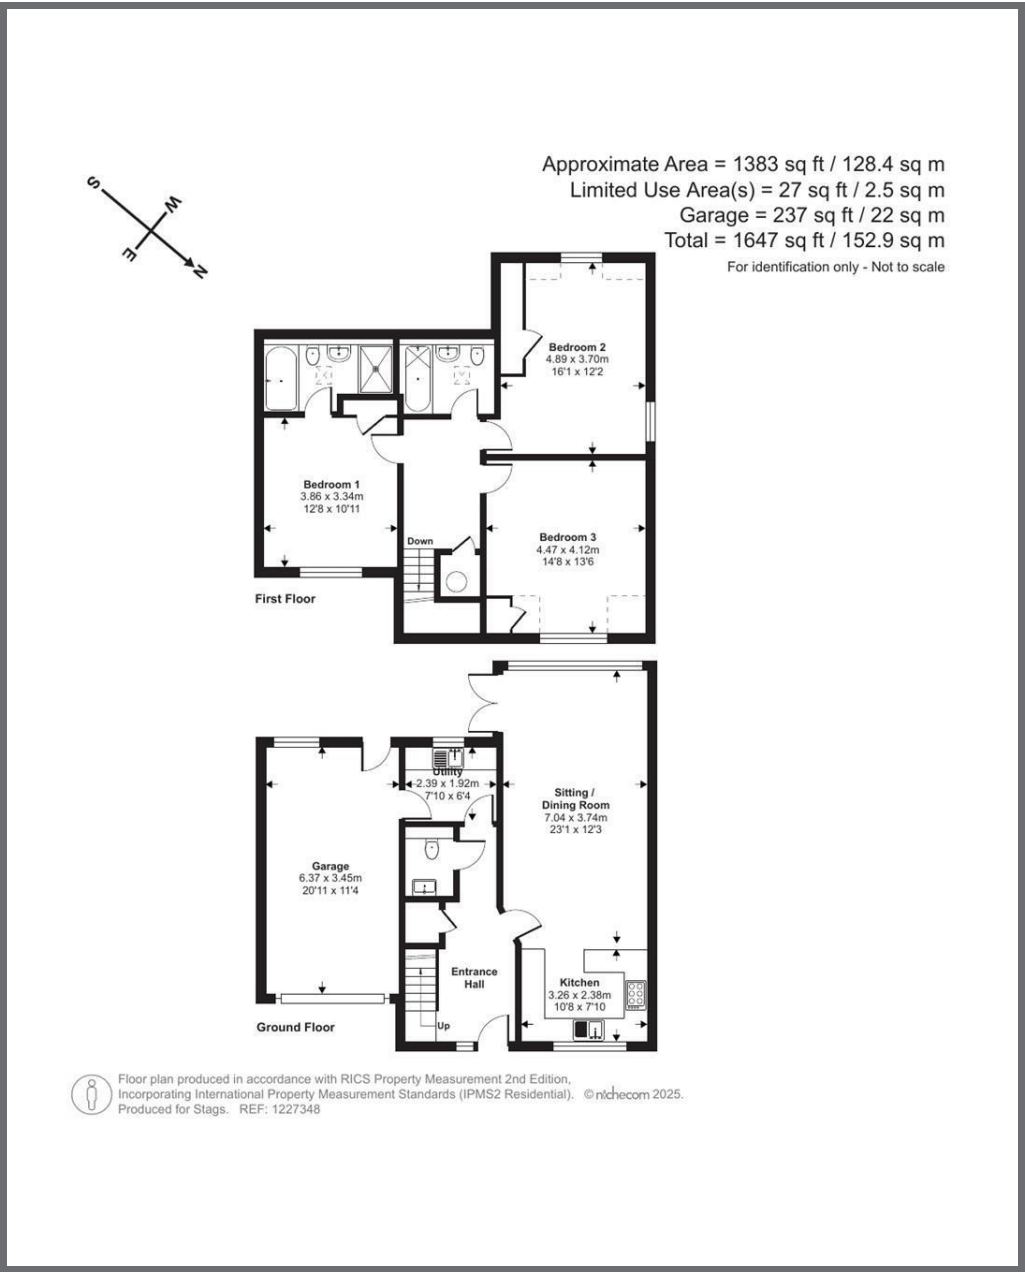 S
W
E
N
Approximate Area = 1383 sq ft / 128.4 sq m
Limited Use Area(s) = 27 sq ft / 2.5 sq m
Garage = 237 sq ft / 22 sq m
Total = 1647 sq ft / 152.9 sq m
For identification only - Not to scale
Bedroom 2
4.89 x 3.70m
16'1 x 12'2
Bedroom 1
3.86 x 3.34m
12'8 x 10'11
Down
Bedroom 3
4.47 x 4.12m
14'8 x 13'6
First Floor
Utility
2.39 x 1.92m
7'10 x 6'4
Sitting /
Dining Room
7.04 x 3.74m
23'1 x 12'3
Garage
6.37 x 3.45m
20'11 x 11'4
Entrance
Hall
Kitchen
3.26 x 2.38m
10'8 x 7'10
Up
Ground Floor
Floor plan produced in accordance with RICS Property Measurement 2nd Edition,
Incorporating International Property Measurement Standards (IPMS2 Residential). © nichecom 2025.
Produced for Stags. REF: 1227348